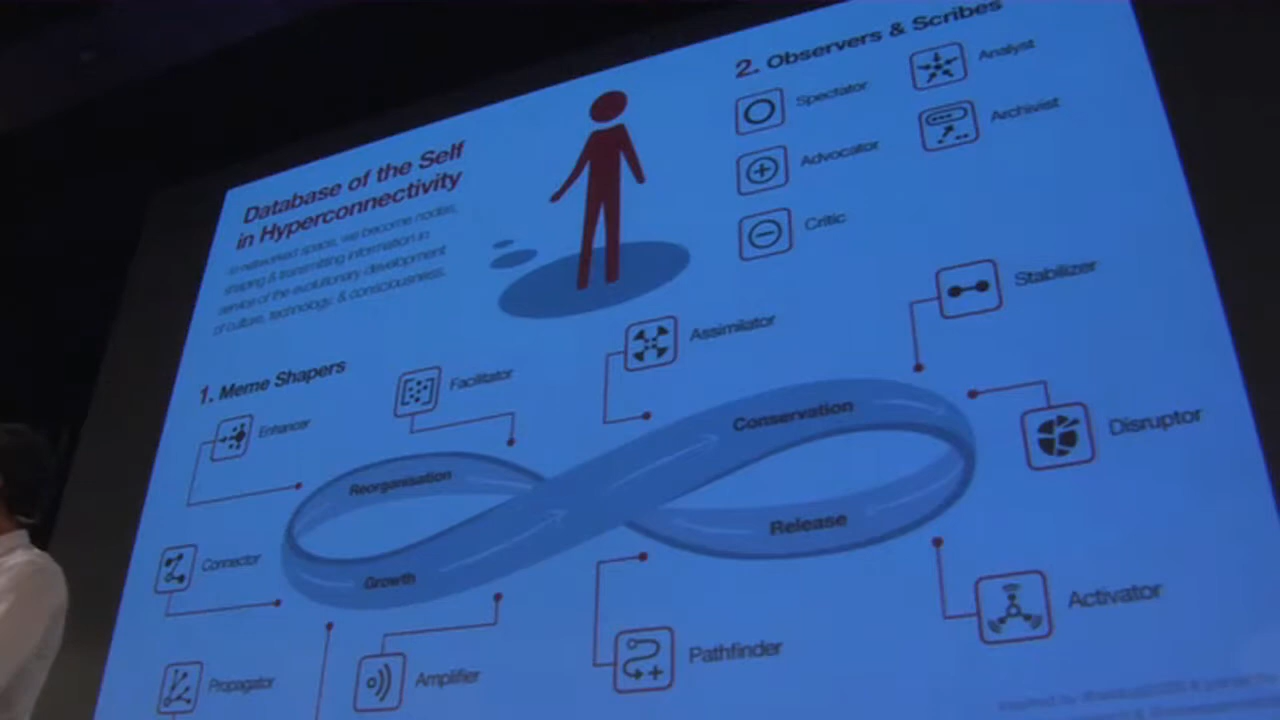 Database of the Self
in Hyperconnectivity
in networked space, we become nodes,
shaping & transmitting information in
service of the evolutionary development
of culture, technology, & consciousness.
2. Observers & Scribes
Spectator
Analyst
Advocator
Archivist
Critic
1. Meme Shapers
Enhancer
Facilitator
Assimilator
Stabilizer
Disruptor
Connector
Propagator
Amplifier
Pathfinder
Activator
Reorganisation
Conservation
Growth
Release